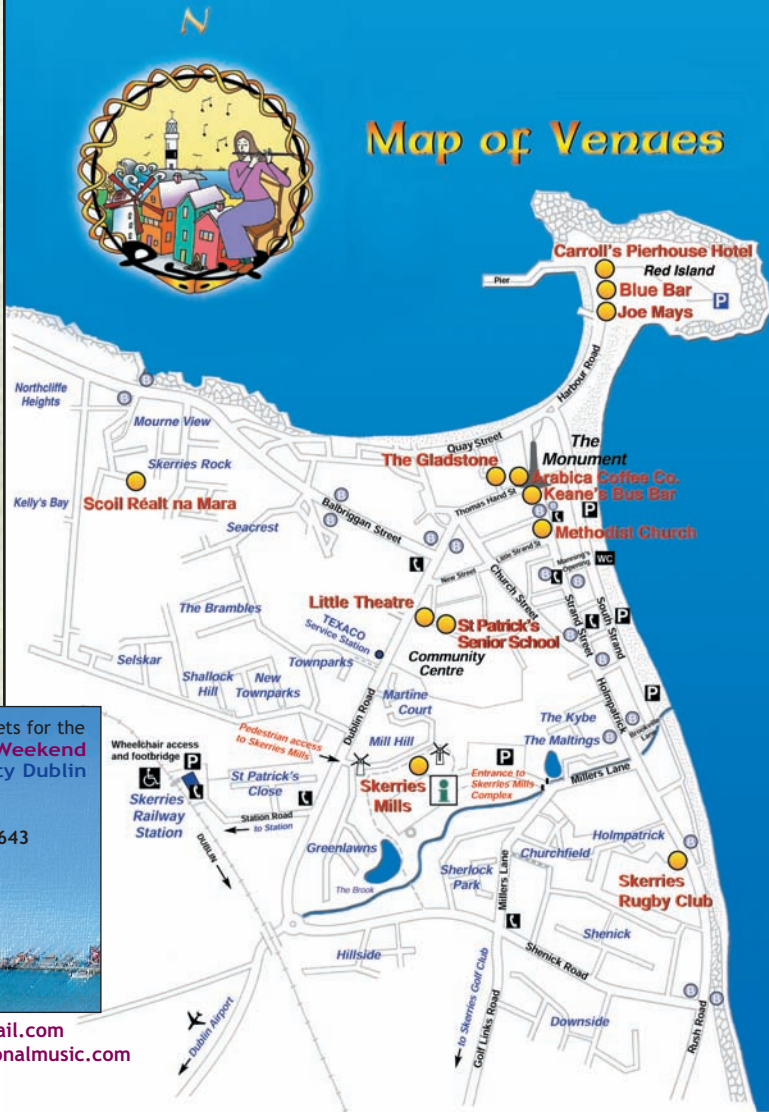 N
Map of Venues
Carroll's Pierhouse Hotel
Red Island
Pier
Blue Bar
P
Joe Mays
Harbour Road
Northcliffe
Heights
B
B
Mourne View
Quay Street
The
Monument
The Gladstone
Arabica Coffee Co.
Skerries Rock
Keane's Bus Bar
Thomas Hand St
Kelly's Bay
Scoil Réalt na Mara
B
Balbriggan Street
B
P
Seacrest
B
Methodist Church
B
B
Little Strand St
Manning's
Opening
WC
New Street
Church Street
B
B
The Brambles
Little Theatre
St Patrick's
Senior School
TEXACO
Service Station
Strand Street
South Strand
P
B
B
Community
Centre
Selskar
Townparks
Shallock
Hill
New
Townparks
Martine
Court
Dublin Road
Holmpatrick
P
The Kybe
Mill Hill
The Maltings
B
B
Brookville
Lane
Pedestrian access
to Skerries Mills
P
Millers Lane
Skerries
Mills
i
Entrance to
Skerries Mills
Complex
ets for the
Weekend
ty Dublin
643
Wheelchair access
and footbridge
P
St Patrick's
Close
Skerries
Railway
Station
Station Road
to Station
DUBLIN
Greenlawns
The Brook
Sherlock
Park
Millers Lane
Churchfield
Holmpatrick
B
Skerries
Rugby Club
Shenick
Hillside
Shenick Road
to Skerries Golf Club
Golf Links Road
Downside
B
B
Rush Road
Dublin Airport
ail.com
onalmusic.com